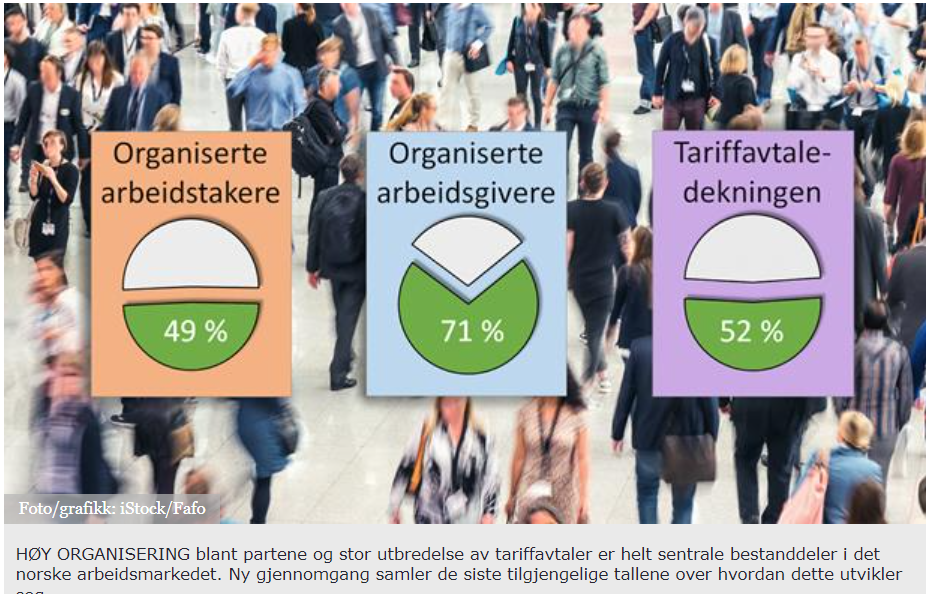 Organiserte
arbeidstakere
49 %
Organiserte
arbeidsgivere
71 %
Tariffavtale-
dekningen
52 %
Foto/grafikk: iStock/Fafo
HØY ORGANISERING blant partene og stor utbredelse av tariffavtaler er helt sentrale bestanddeler i det
norske arbeidsmarkedet. Ny gjennomgang samler de siste tilgjengelige tallene over hvordan dette utvikler